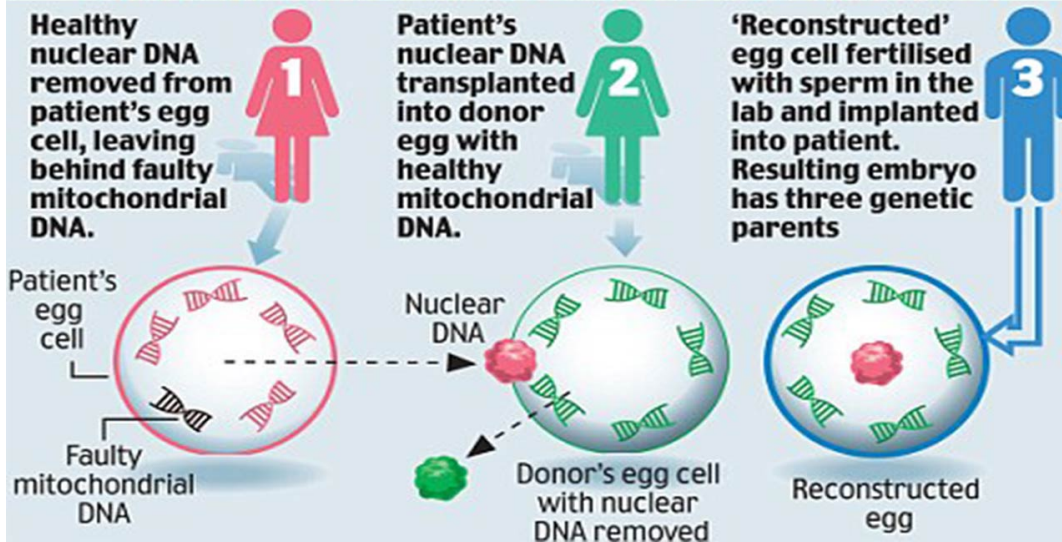 Healthy
nuclear DNA
removed from
patient's egg
cell, leaving
behind faulty
mitochondrial
DNA.
1
Patient's
nuclear DNA
transplanted
into donor
egg with
healthy
mitochondrial
DNA.
2
‘Reconstructed’
egg cell fertilised
with sperm in the
lab and implanted
into patient.
Resulting embryo
has three genetic
parents
3
Patient's
egg
cell
Faulty
mitochondrial
DNA
Nuclear
DNA
Donor's egg cell
with nuclear
DNA removed
Reconstructed
egg